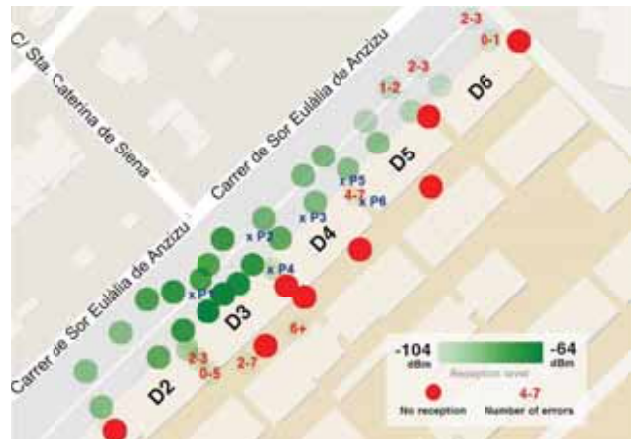 2-3
0-1
C/ Sta. Caterina de Siena
Carrer de Sor Eulàlia de Anzizu
2-3
1-2
D6
D5
x P5
4-7
x P6
x P3
x P2
D4
x P4
x P1
D3
Carrer de Sor Eulàlia de Anzizu
6+
2-3
2-7
0-5
D2
-104
dBm
-64
dBm
Reception level
4-7
No reception
Number of errors